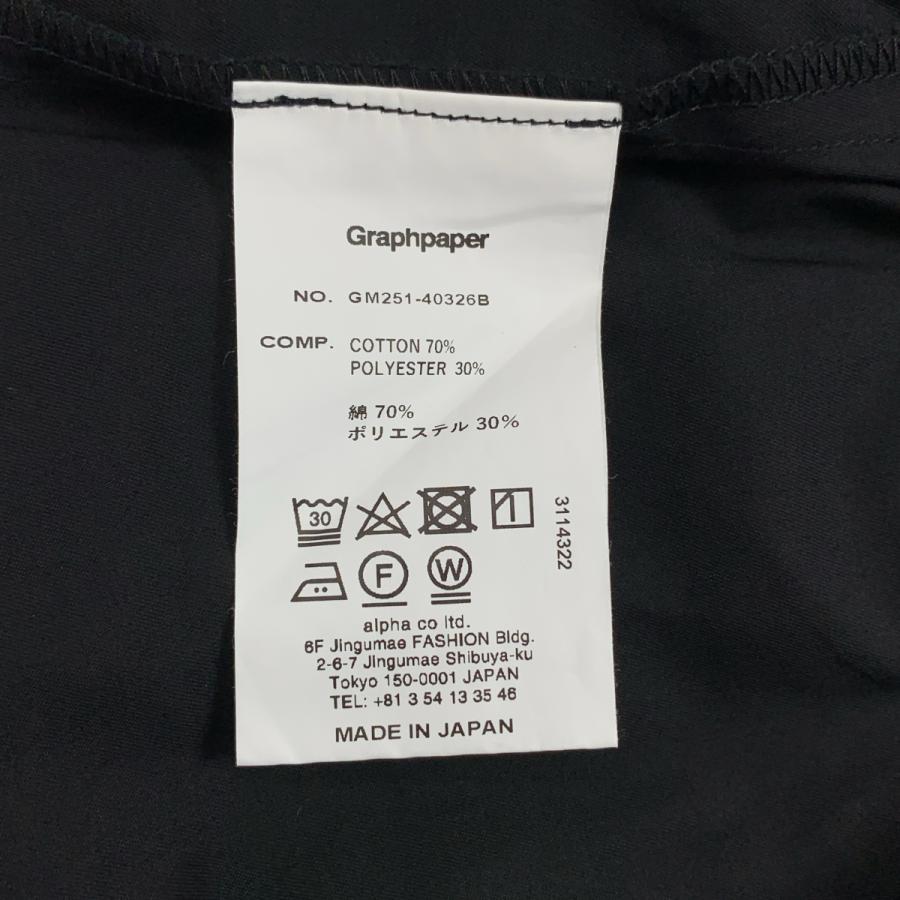 Graphpaper
NO. GM251-40326B
COMP. COTTON 70%
POLYESTER 30%
綿 70%
ポリエステル 30%
30
3114322
F
W
alpha co ltd.
6F Jingumae FASHION Bldg.
2-6-7 Jingumae Shibuya-ku
Tokyo 150-0001 JAPAN
TEL: +81 3 54 13 35 46
MADE IN JAPAN